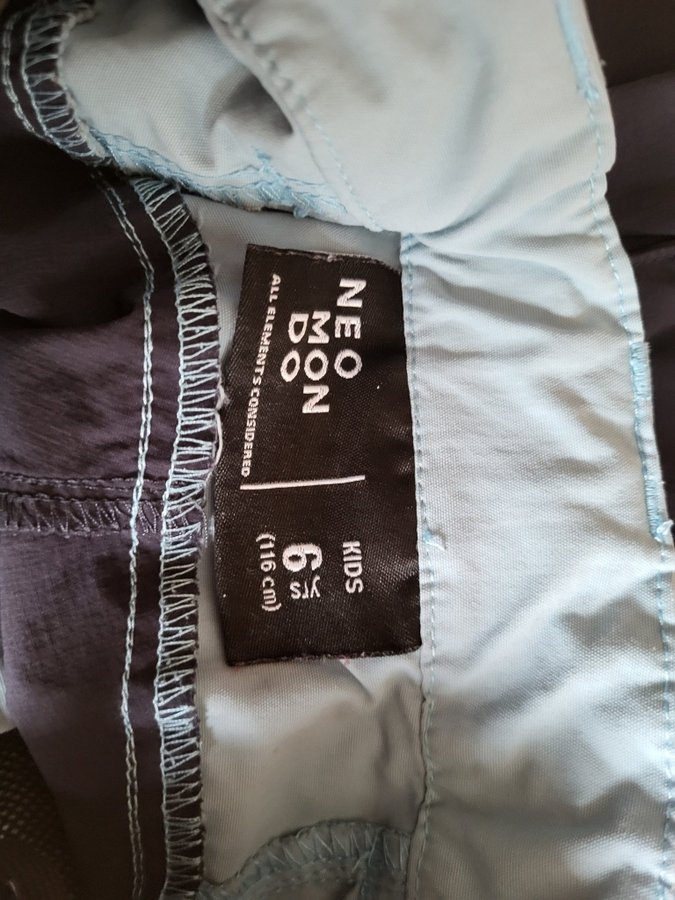 NEO
MON
DO
ALL ELEMENTS CONSIDERED
KIDS
6 yrs
(116 cm)